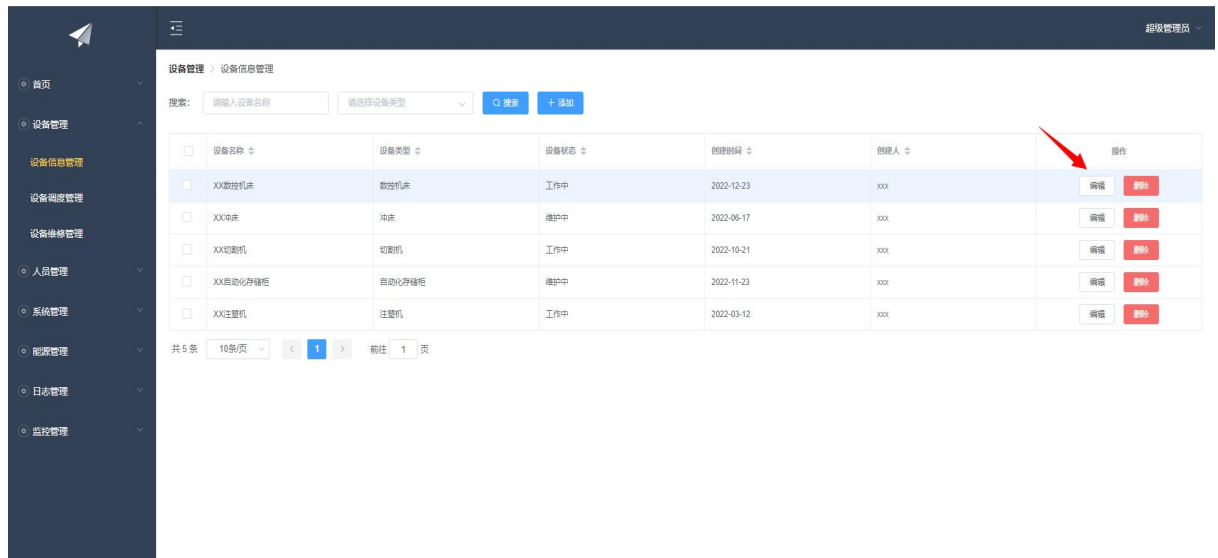 超级管理员
首页
设备管理
设备信息管理
设备调度管理
设备维修管理
人员管理
系统管理
能源管理
日志管理
监控管理
设备管理 > 设备信息管理
搜索: 请输入设备名称 请选择设备类型 搜索 + 添加
设备名称 设备类型 设备状态 创建时间 创建人 操作
XX数控机床 数控机床 工作中 2022-12-23 xxx 编辑 删除
XX冲床 冲床 维护中 2022-06-17 xxx 编辑 删除
XX切割机 切割机 工作中 2022-10-21 xxx 编辑 删除
XX自动化存储柜 自动化存储柜 维护中 2022-11-23 xxx 编辑 删除
XX注塑机 注塑机 工作中 2022-03-12 xxx 编辑 删除
共 5 条 10条/页 < 1 > 前往 1 页